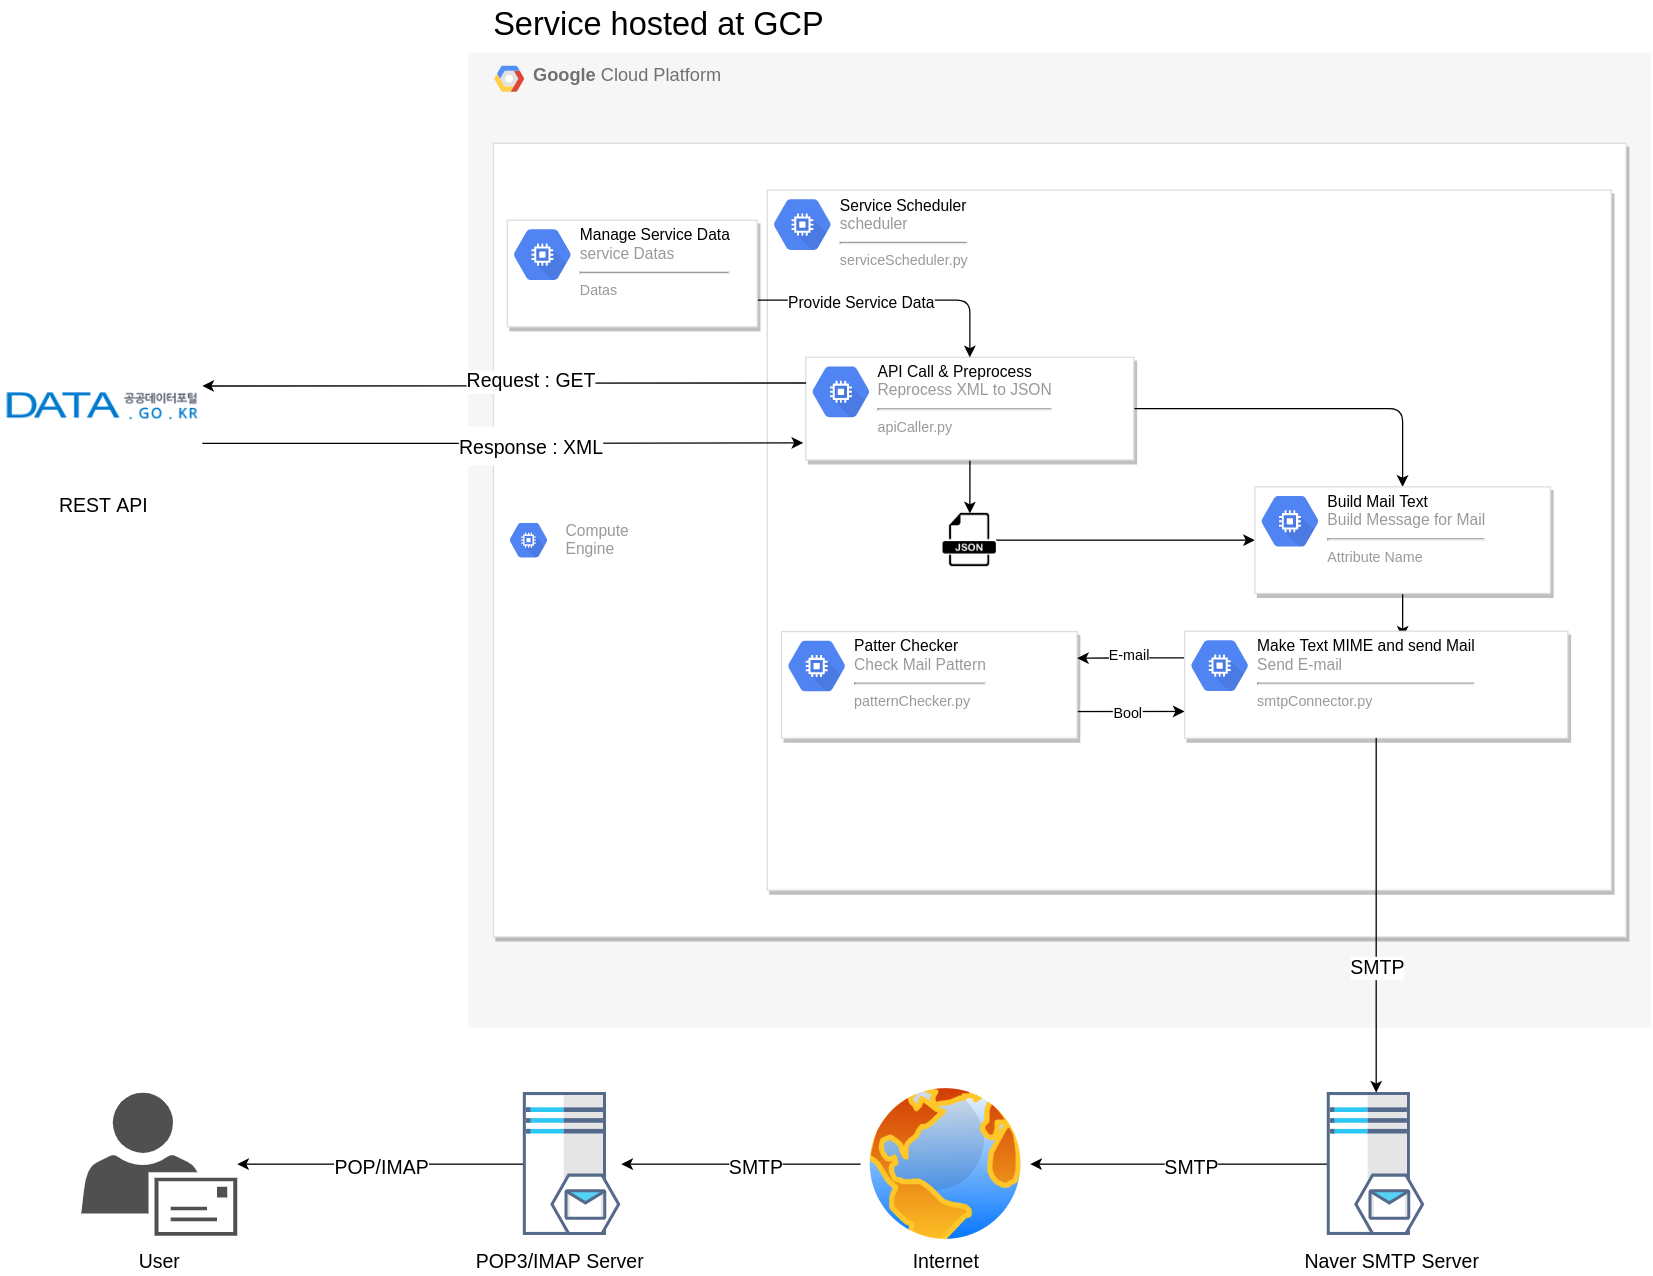 Service hosted at GCP
Google Cloud Platform
Service Scheduler
scheduler
serviceScheduler.py
Manage Service Data
service Datas
Datas
Provide Service Data
API Call & Preprocess
Reprocess XML to JSON
apiCaller.py
Request : GET
DATA 공공데이터포털
. GO . KR
Response : XML
REST API
Build Mail Text
Build Message for Mail
Attribute Name
Compute
Engine
JSON
Patter Checker
Check Mail Pattern
patternChecker.py
E-mail
Bool
Make Text MIME and send Mail
Send E-mail
smtpConnector.py
SMTP
POP/IMAP
SMTP
SMTP
User
POP3/IMAP Server
Internet
Naver SMTP Server